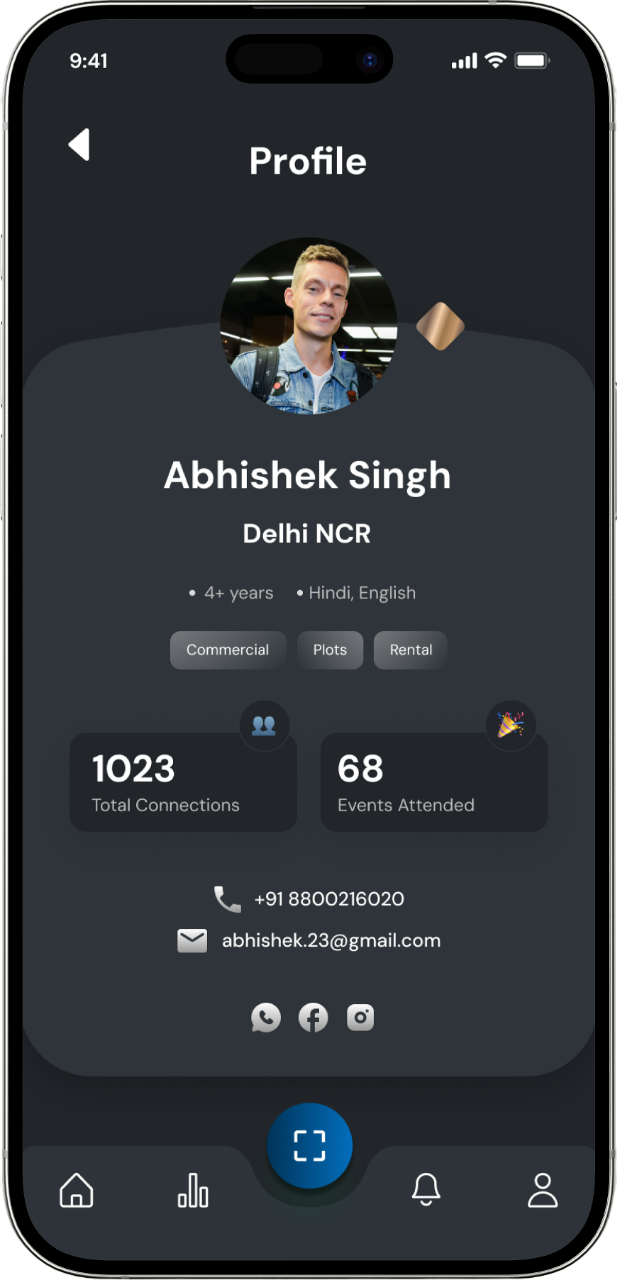 9:41
Profile
Abhishek Singh
Delhi NCR
• 4+ years • Hindi, English
Commercial Plots Rental
1023 68
Total Connections Events Attended
+91 8800216020
abhishek.23@gmail.com